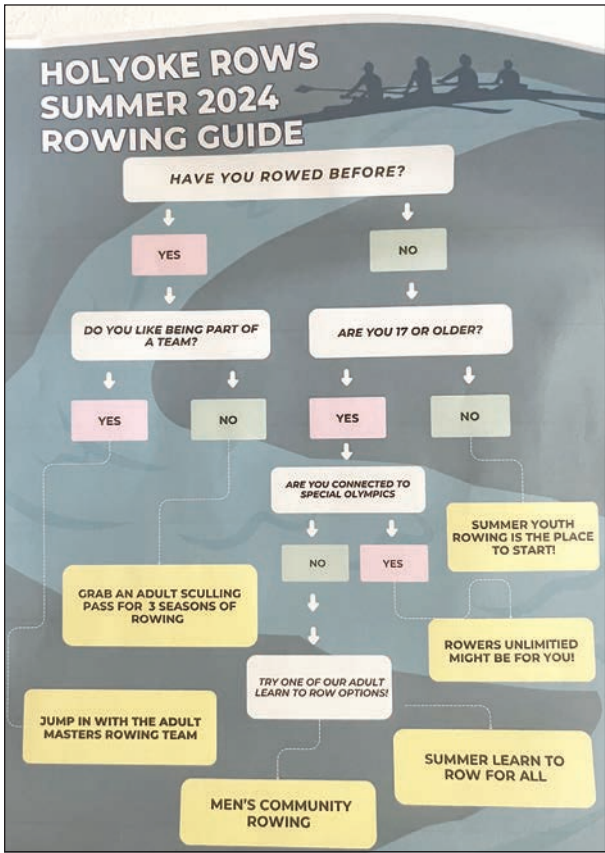 HOLYOKE ROWS
SUMMER 2024
ROWING GUIDE
HAVE YOU ROWED BEFORE?
YES
NO
DO YOU LIKE BEING PART OF
A TEAM?
ARE YOU 17 OR OLDER?
YES
NO
YES
NO
ARE YOU CONNECTED TO
SPECIAL OLYMPICS
SUMMER YOUTH
ROWING IS THE PLACE
TO START!
NO
YES
GRAB AN ADULT SCULLING
PASS FOR 3 SEASONS OF
ROWING
ROWERS UNLIMITIED
MIGHT BE FOR YOU!
TRY ONE OF OUR ADULT
LEARN TO ROW OPTIONS!
JUMP IN WITH THE ADULT
MASTERS ROWING TEAM
SUMMER LEARN TO
ROW FOR ALL
MEN'S COMMUNITY
ROWING